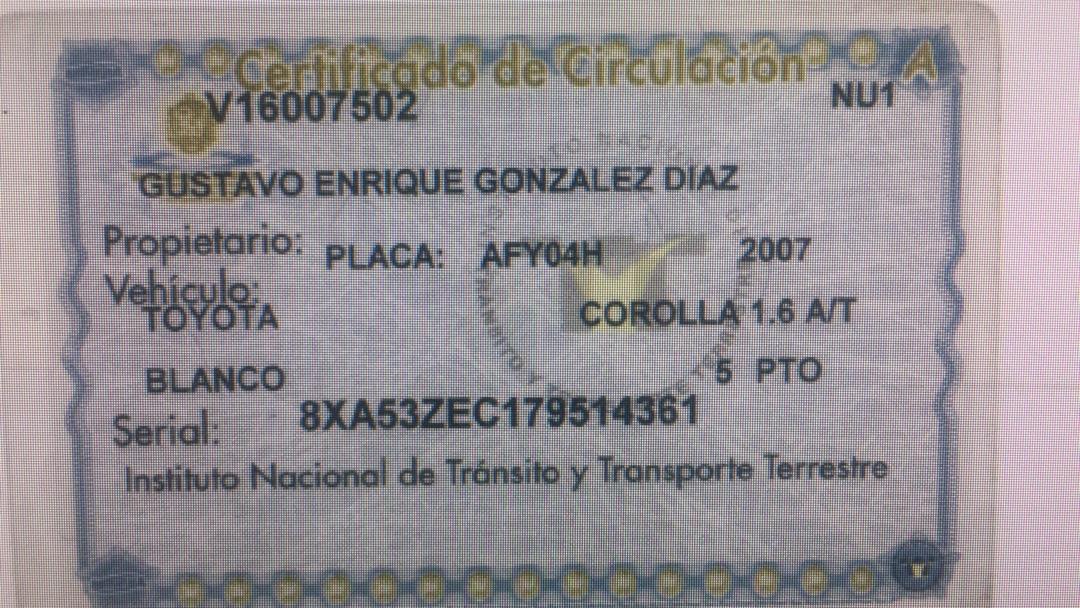 Certificado de Circulación A
V16007502 NU1
GUSTAVO ENRIQUE GONZALEZ DIAZ
Propietario: PLACA: AFY04H 2007
Vehículo:
TOYOTA COROLLA 1.6 A/T
BLANCO 5 PTO
Serial: 8XA53ZEC179514361
Instituto Nacional de Tránsito y Transporte Terrestre